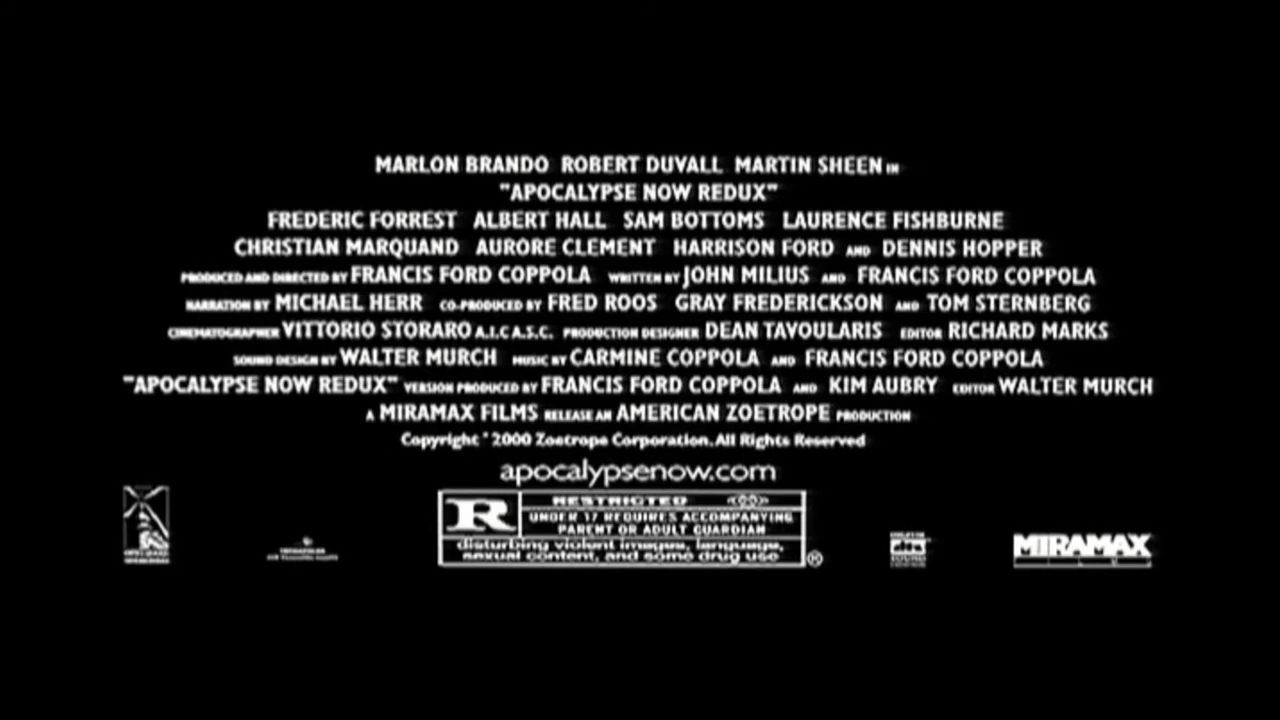 MARLON BRANDO ROBERT DUVALL MARTIN SHEEN IN
"APOCALYPSE NOW REDUX"
FREDERIC FORREST ALBERT HALL SAM BOTTOMS LAURENCE FISHBURNE
CHRISTIAN MARQUAND AURORE CLEMENT HARRISON FORD AND DENNIS HOPPER
PRODUCED AND DIRECTED BY FRANCIS FORD COPPOLA WRITTEN BY JOHN MILIUS AND FRANCIS FORD COPPOLA
NARRATION BY MICHAEL HERR CO-PRODUCED BY FRED ROOS GRAY FREDERICKSON AND TOM STERNBERG
CINEMATOGRAPHER VITTORIO STORARO A.I.C A.S.C. PRODUCTION DESIGNER DEAN TAVOULARIS EDITOR RICHARD MARKS
SOUND DESIGN BY WALTER MURCH MUSIC BY CARMINE COPPOLA AND FRANCIS FORD COPPOLA
"APOCALYPSE NOW REDUX" VERSION PRODUCED BY FRANCIS FORD COPPOLA AND KIM AUBRY EDITOR WALTER MURCH
A MIRAMAX FILMS RELEASE AN AMERICAN ZOETROPE PRODUCTION
Copyright © 2000 Zoetrope Corporation. All Rights Reserved
apocalypsenow.com
R RESTRICTED
UNDER 17 REQUIRES ACCOMPANYING
PARENT OR ADULT GUARDIAN
disturbing violent images, language,
sexual content, and some drug use
®
dts
SOUND
MIRAMAX